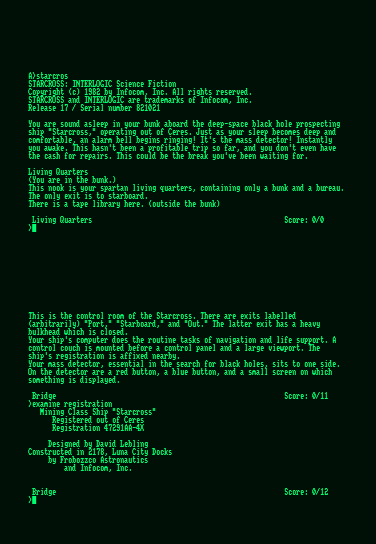 A>starcros
STARCROSS: INTERLOGIC Science Fiction
Copyright (c) 1982 by Infocom, Inc. All rights reserved.
STARCROSS and INTERLOGIC are trademarks of Infocom, Inc.
Release 17 / Serial number 821021
You are sound asleep in your bunk aboard the deep-space black hole prospecting
ship "Starcross," operating out of Ceres. Just as your sleep becomes deep and
comfortable, an alarm bell begins ringing! It's the mass detector! Instantly
you awake. This hasn't been a profitable trip so far, and you don't even have
the cash for repairs. This could be the break you've been waiting for.
Living Quarters
(You are in the bunk.)
This nook is your spartan living quarters, containing only a bunk and a bureau.
The only exit is to starboard.
There is a tape library here. (outside the bunk)
Living Quarters Score: 0/0
>
This is the control room of the Starcross. There are exits labelled
(arbitrarily) "Port," "Starboard," and "Out." The latter exit has a heavy
bulkhead which is closed.
Your ship's computer does the routine tasks of navigation and life support. A
control couch is mounted before a control panel and a large viewport. The
ship's registration is affixed nearby.
Your mass detector, essential in the search for black holes, sits to one side.
On the detector are a red button, a blue button, and a small screen on which
something is displayed.
Bridge Score: 0/11
>examine registration
Mining Class Ship "Starcross"
Registered out of Ceres
Registration 47291AA-4X
Designed by David Lebling
Constructed in 2178, Luna City Docks
by Frobozzco Astronautics
and Infocom, Inc.
Bridge Score: 0/12
>